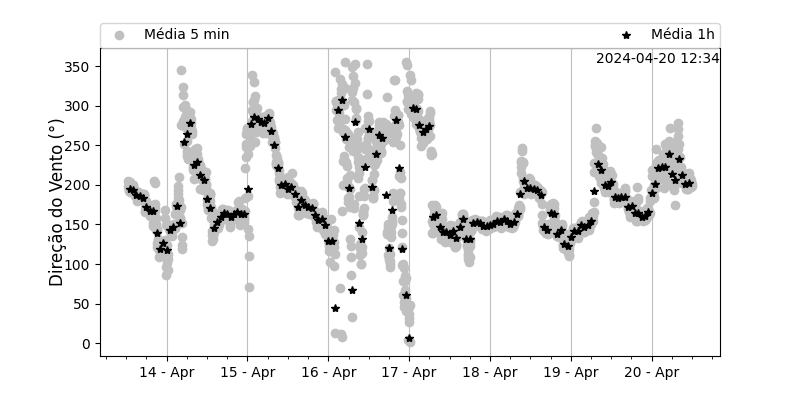 Média 5 min
Média 1h
2024-04-20 12:34
Direção do Vento (°)
350
300
250
200
150
100
50
0
14 - Apr
15 - Apr
16 - Apr
17 - Apr
18 - Apr
19 - Apr
20 - Apr